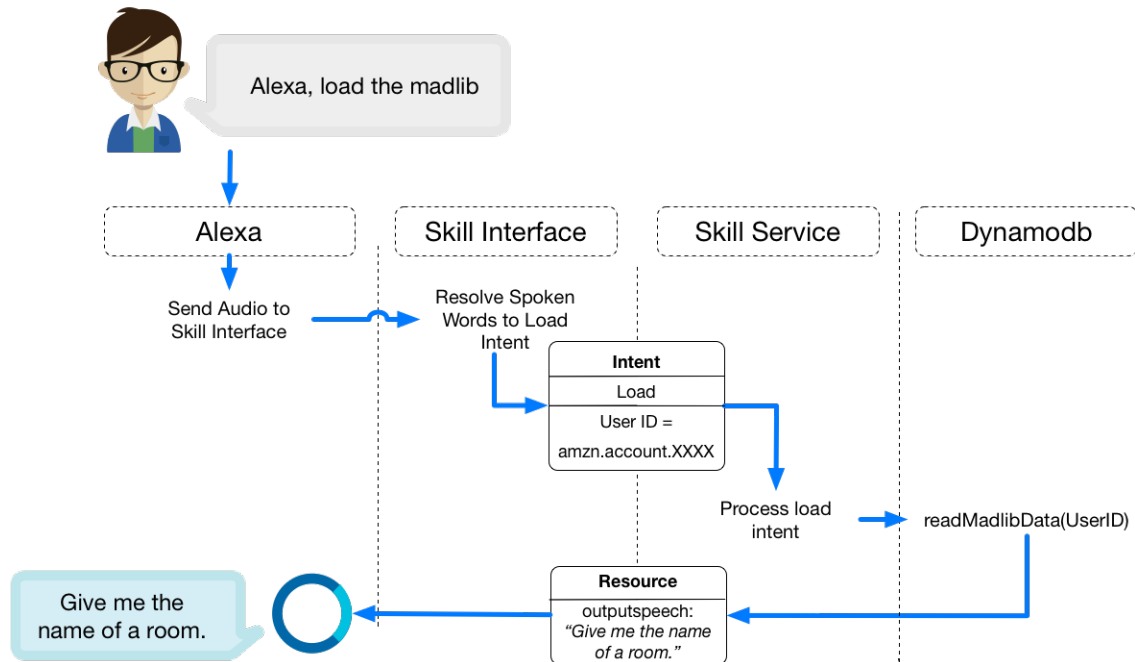 Alexa, load the madlib
Alexa
Skill Interface
Skill Service
Dynamodb
Send Audio to
Skill Interface
Resolve Spoken
Words to Load
Intent
Intent
Load
User ID =
amzn.account.XXXX
Process load
intent
readMadlibData(UserID)
Resource
outputspeech:
“Give me the name
of a room.”
Give me the
name of a room.